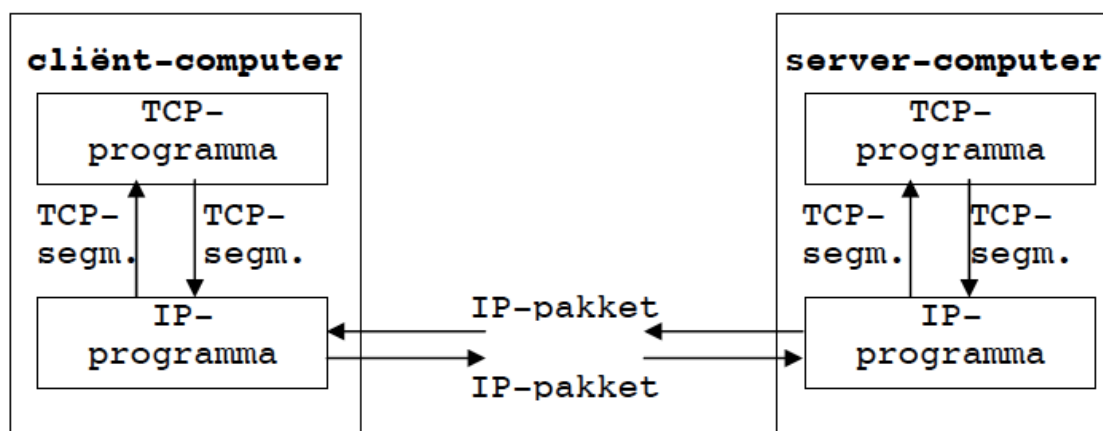 cliënt-computer
TCP-
programma
TCP-
segm.
TCP-
segm.
IP-
programma
IP-pakket
IP-pakket
server-computer
TCP-
programma
TCP-
segm.
TCP-
segm.
IP-
programma